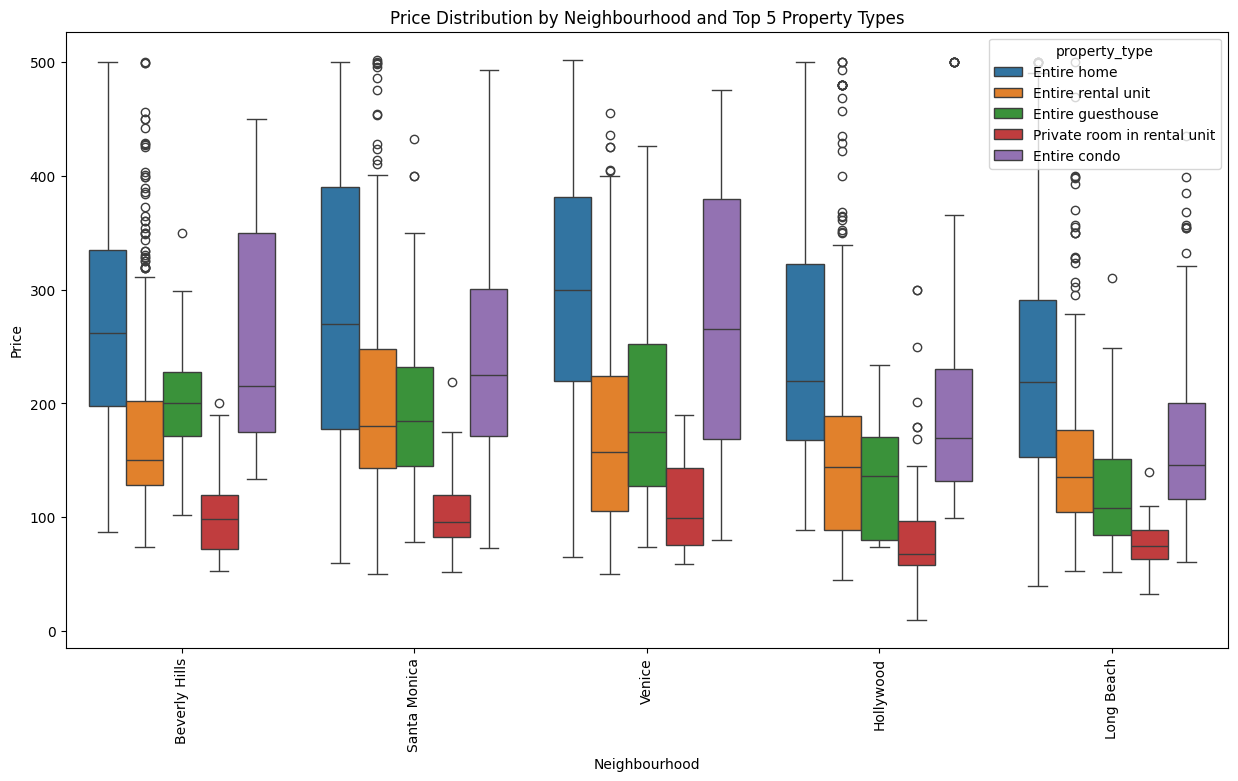 Price Distribution by Neighbourhood and Top 5 Property Types
property_type
Entire home
Entire rental unit
Entire guesthouse
Private room in rental unit
Entire condo
Price
500
400
300
200
100
0
Beverly Hills
Santa Monica
Venice
Hollywood
Long Beach
Neighbourhood